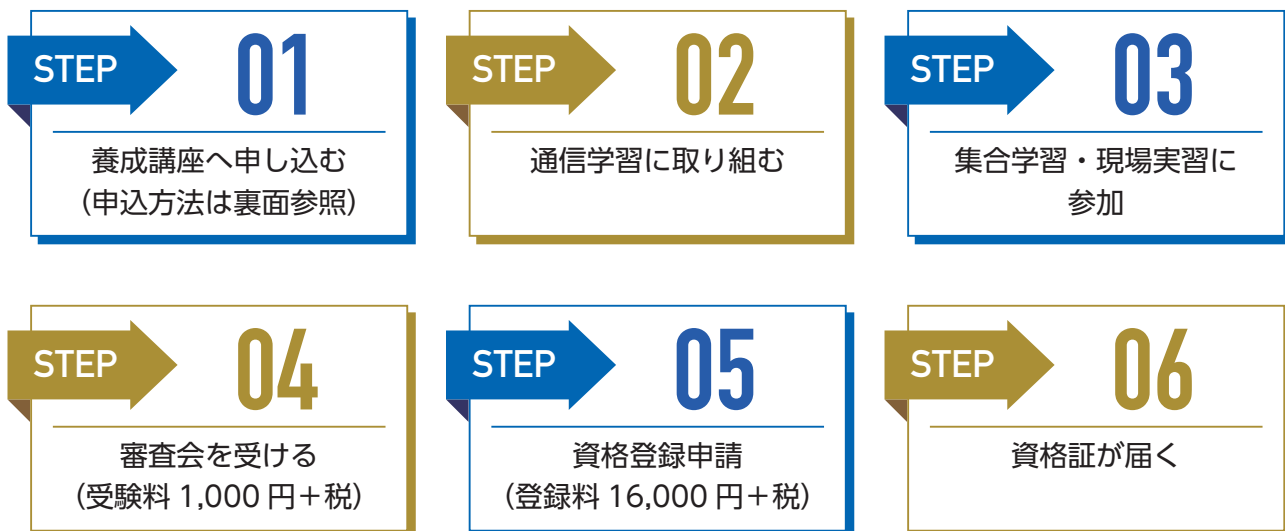 STEP 01
養成講座へ申し込む
（申込方法は裏面参照）
STEP 02
通信学習に取り組む
STEP 03
集合学習・現場実習に
参加
STEP 04
審査会を受ける
（受験料 1,000 円＋税）
STEP 05
資格登録申請
（登録料 16,000 円＋税）
STEP 06
資格証が届く